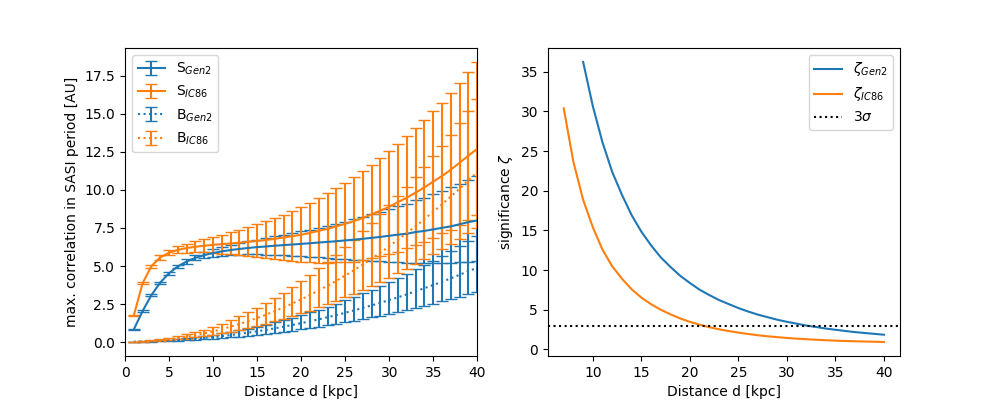 max. correlation in SASI period [AU]
17.5
15.0
12.5
10.0
7.5
5.0
2.5
0.0
S_Gen2
S_IC86
B_Gen2
B_IC86
0 5 10 15 20 25 30 35 40
Distance d [kpc]
significance ζ
35
30
25
20
15
10
5
0
ζ_Gen2
ζ_IC86
3σ
10 15 20 25 30 35 40
Distance d [kpc]